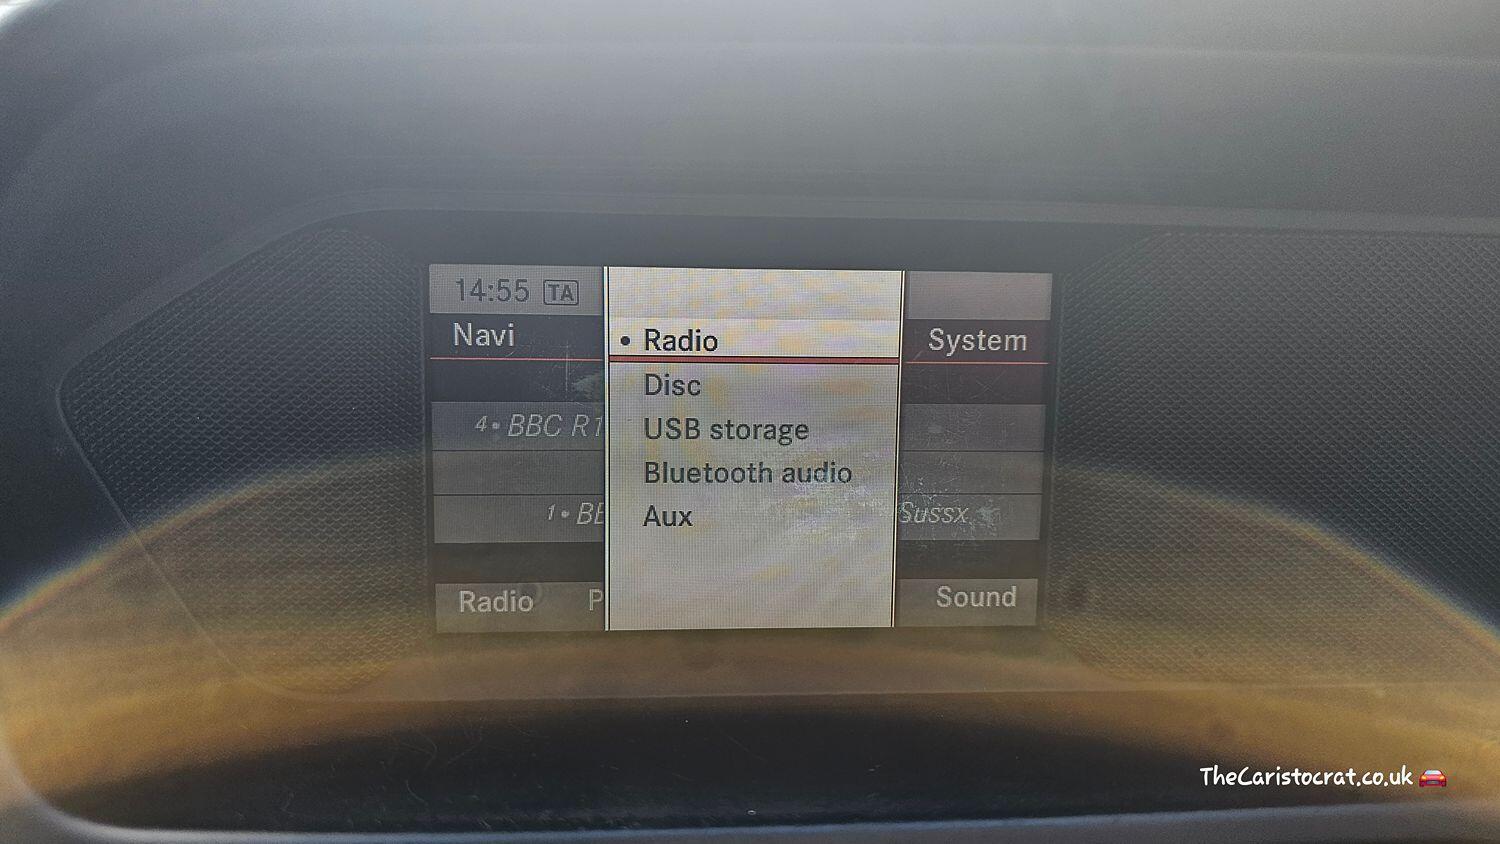 14:55 TA
Navi
System
• Radio
Disc
4• BBC R1
USB storage
Bluetooth audio
1• BE
Aux
Sussx
Radio
P
Sound
TheCaristocrat.co.uk